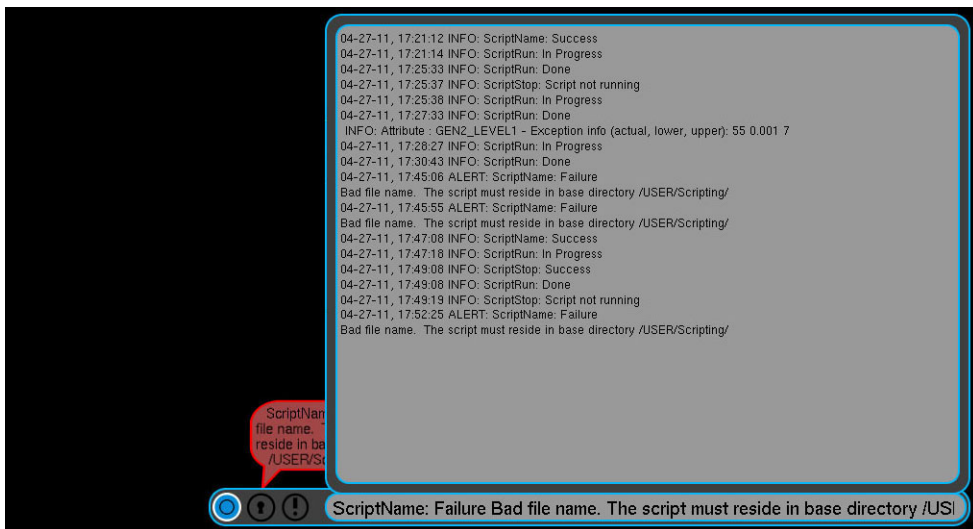 04-27-11, 17:21:12 INFO: ScriptName: Success
04-27-11, 17:21:14 INFO: ScriptRun: In Progress
04-27-11, 17:25:33 INFO: ScriptRun: Done
04-27-11, 17:25:37 INFO: ScriptStop: Script not running
04-27-11, 17:25:38 INFO: ScriptRun: In Progress
04-27-11, 17:27:33 INFO: ScriptRun: Done
INFO: Attribute : GEN2_LEVEL1 - Exception info (actual, lower, upper): 55 0.001 7
04-27-11, 17:28:27 INFO: ScriptRun: In Progress
04-27-11, 17:30:43 INFO: ScriptRun: Done
04-27-11, 17:45:06 ALERT: ScriptName: Failure
Bad file name. The script must reside in base directory /USER/Scripting/
04-27-11, 17:45:55 ALERT: ScriptName: Failure
Bad file name. The script must reside in base directory /USER/Scripting/
04-27-11, 17:47:08 INFO: ScriptName: Success
04-27-11, 17:47:18 INFO: ScriptRun: In Progress
04-27-11, 17:49:08 INFO: ScriptStop: Success
04-27-11, 17:49:08 INFO: ScriptRun: Done
04-27-11, 17:49:19 INFO: ScriptStop: Script not running
04-27-11, 17:52:25 ALERT: ScriptName: Failure
Bad file name. The script must reside in base directory /USER/Scripting/
ScriptNam
file name.
reside in ba
/USER/Sc
ScriptName: Failure Bad file name. The script must reside in base directory /USI